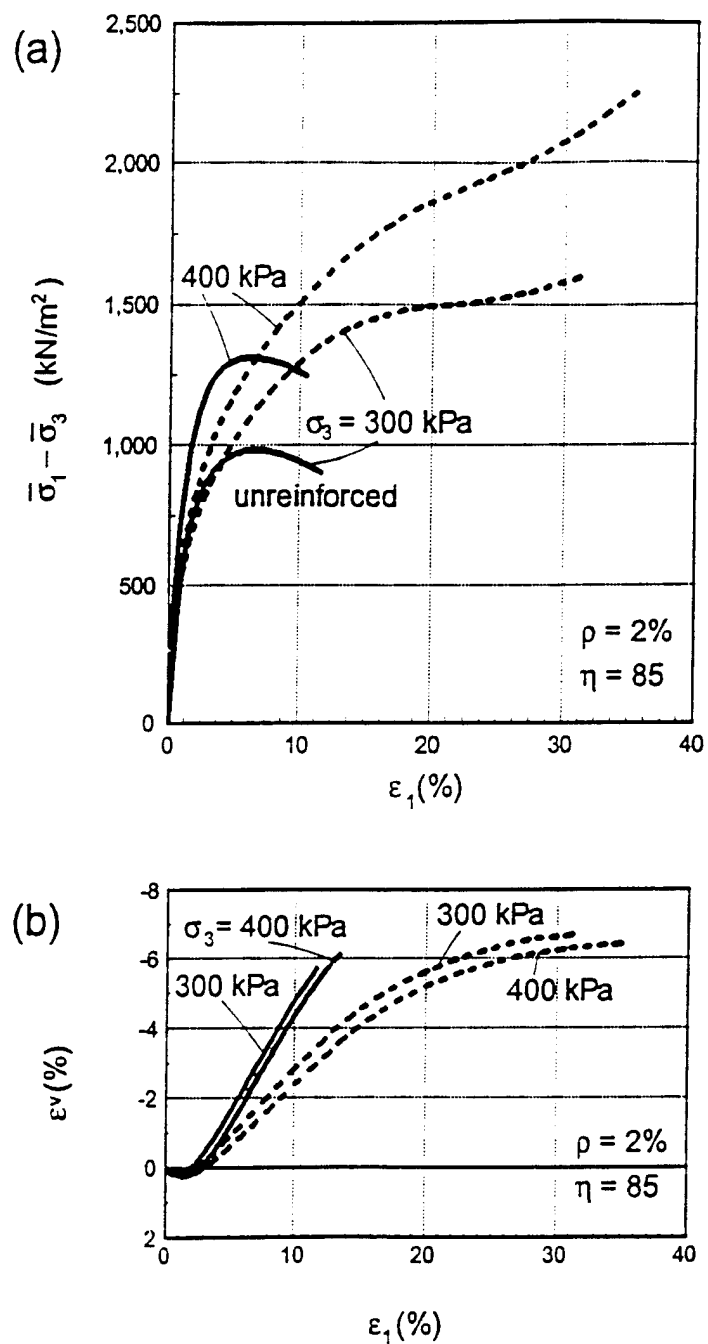 (a)
2,500
2,000
1,500
1,000
500
0
σ̅₁ – σ̅₃ (kN/m²)
400 kPa
σ₃ = 300 kPa
unreinforced
ρ = 2%
η = 85
0 10 20 30 40
ε₁(%)
(b)
-8
-6
-4
-2
0
2
εᵛ(%)
σ₃= 400 kPa
300 kPa
300 kPa
400 kPa
ρ = 2%
η = 85
0 10 20 30 40
ε₁(%)